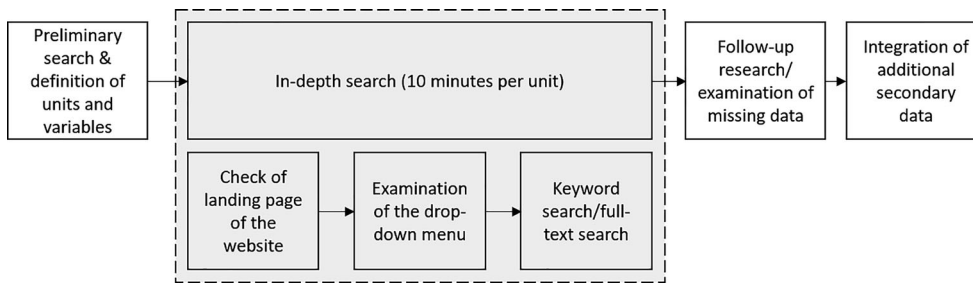 Preliminary
search &
definition of
units and
variables
In-depth search (10 minutes per unit)
Follow-up
research/
examination of
missing data
Integration of
additional
secondary
data
Check of
landing page
of the
website
Examination
of the drop-
down menu
Keyword
search/full-
text search